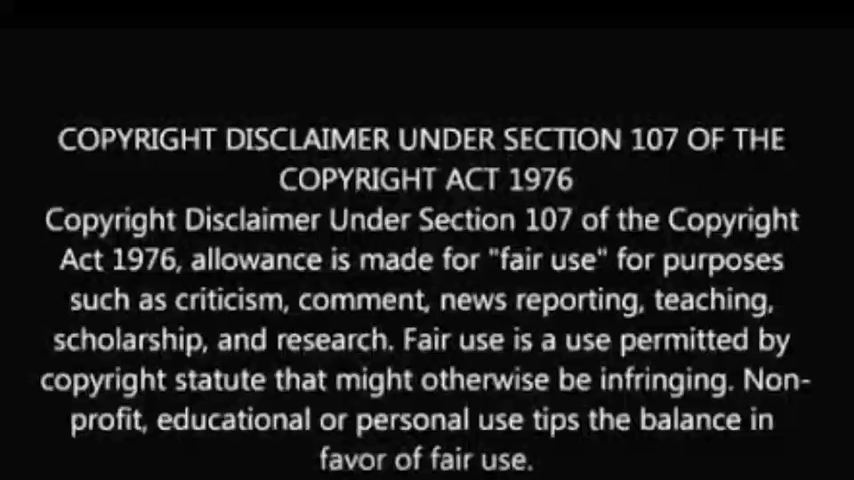 COPYRIGHT DISCLAIMER UNDER SECTION 107 OF THE
COPYRIGHT ACT 1976
Copyright Disclaimer Under Section 107 of the Copyright
Act 1976, allowance is made for "fair use" for purposes
such as criticism, comment, news reporting, teaching,
scholarship, and research. Fair use is a use permitted by
copyright statute that might otherwise be infringing. Non-
profit, educational or personal use tips the balance in
favor of fair use.